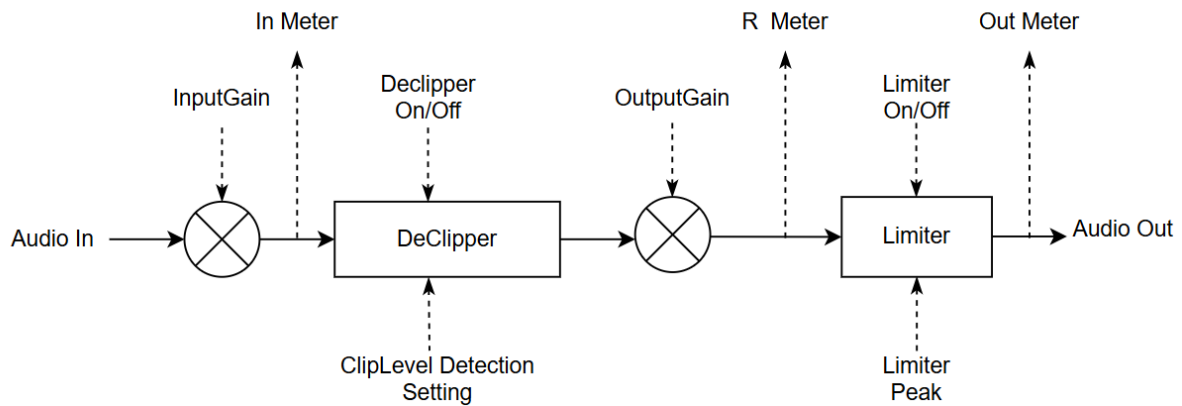 In Meter
R Meter
Out Meter
InputGain
Declipper
On/Off
OutputGain
Limiter
On/Off
Audio In
DeClipper
Limiter
Audio Out
ClipLevel Detection
Setting
Limiter
Peak